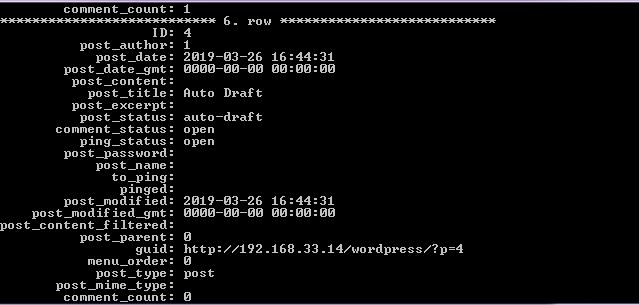 comment_count: 1
*************************** 6. row ***************************
ID: 4
post_author: 1
post_date: 2019-03-26 16:44:31
post_date_gmt: 0000-00-00 00:00:00
post_content:
post_title: Auto Draft
post_excerpt:
post_status: auto-draft
comment_status: open
ping_status: open
post_password:
post_name:
to_ping:
pinged:
post_modified: 2019-03-26 16:44:31
post_modified_gmt: 0000-00-00 00:00:00
post_content_filtered:
post_parent: 0
guid: http://192.168.33.14/wordpress/?p=4
menu_order: 0
post_type: post
post_mime_type:
comment_count: 0